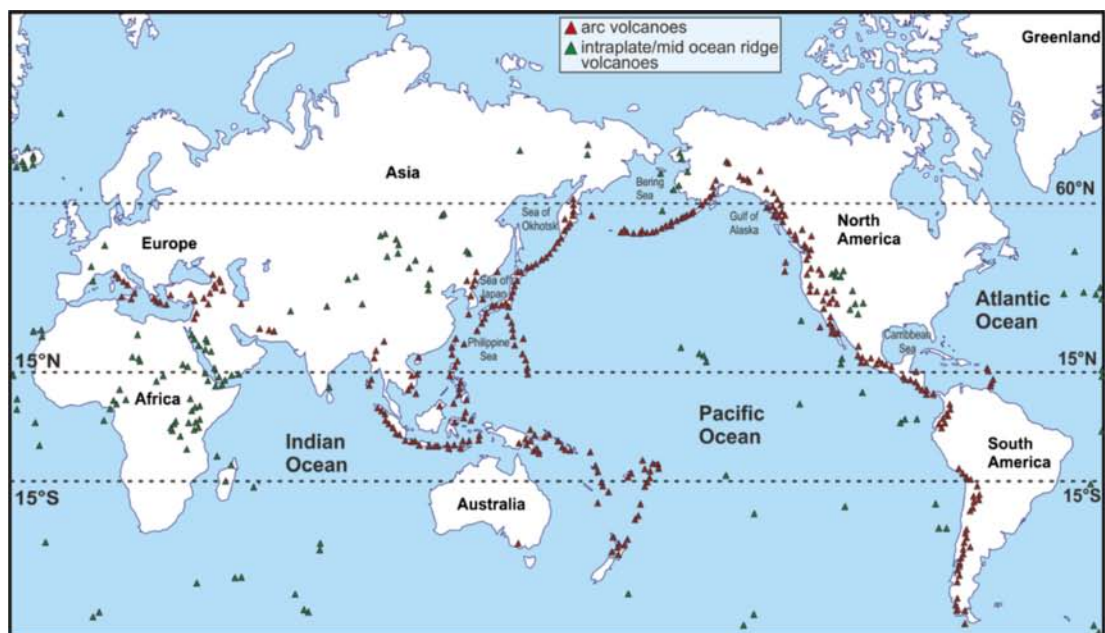 arc volcanoes
intraplate/mid ocean ridge
volcanoes
Greenland
Asia
Bering
Sea
60°N
Sea of
Okhotsk
Gulf of
Alaska
North
America
Europe
Sea of
Japan
Atlantic
Ocean
Carribbean
Sea
Philippine
Sea
15°N
15°N
Africa
Pacific
Ocean
Indian
Ocean
South
America
15°S
15°S
Australia